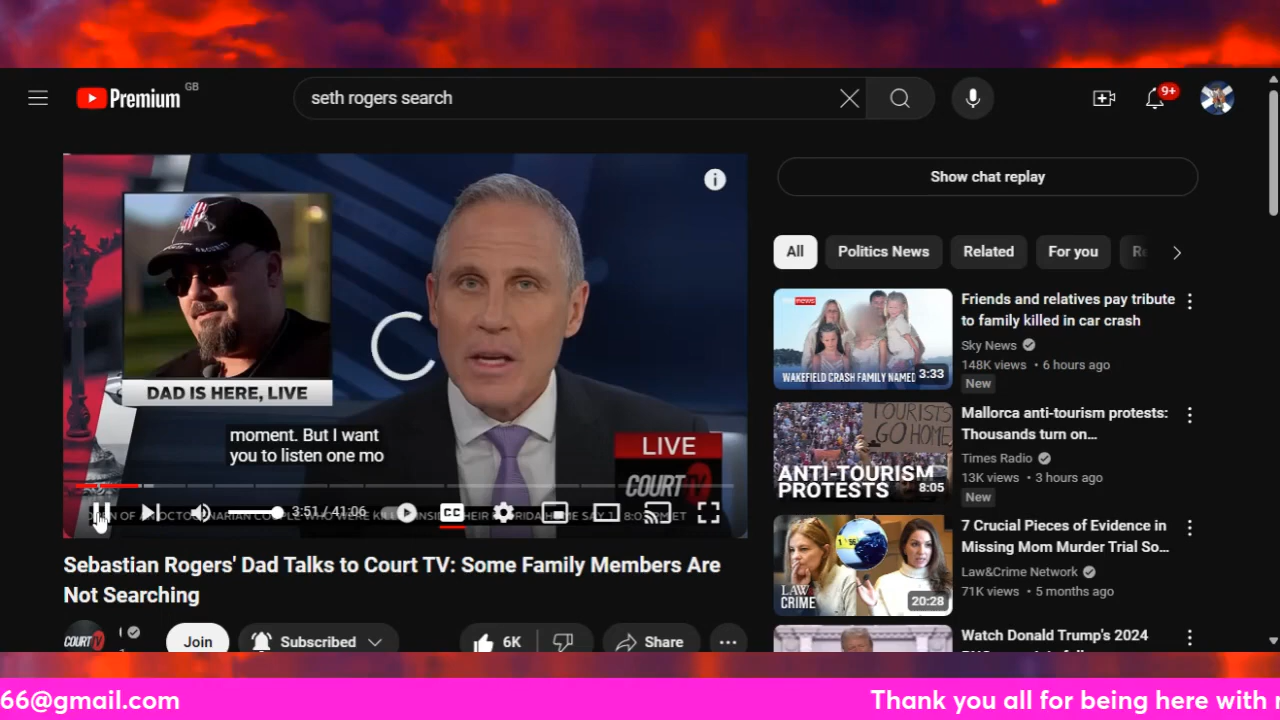 Premium
GB
seth rogers search
9+
DAD IS HERE, LIVE
moment. But I want
you to listen one mo
LIVE
COURT TV
3:51 / 41:06
CC
Sebastian Rogers' Dad Talks to Court TV: Some Family Members Are
Not Searching
COURT TV
Join
Subscribed
6K
Share
Show chat replay
All
Politics News
Related
For you
WAKEFIELD CRASH FAMILY NAMED
3:33
Friends and relatives pay tribute
to family killed in car crash
Sky News
148K views • 6 hours ago
New
TOURISTS
GO HOME
ANTI-TOURISM
PROTESTS
8:05
Mallorca anti-tourism protests:
Thousands turn on...
Times Radio
13K views • 3 hours ago
New
LAW&
CRIME
20:28
7 Crucial Pieces of Evidence in
Missing Mom Murder Trial So...
Law&Crime Network
71K views • 5 months ago
Watch Donald Trump's 2024
66@gmail.com
Thank you all for being here with